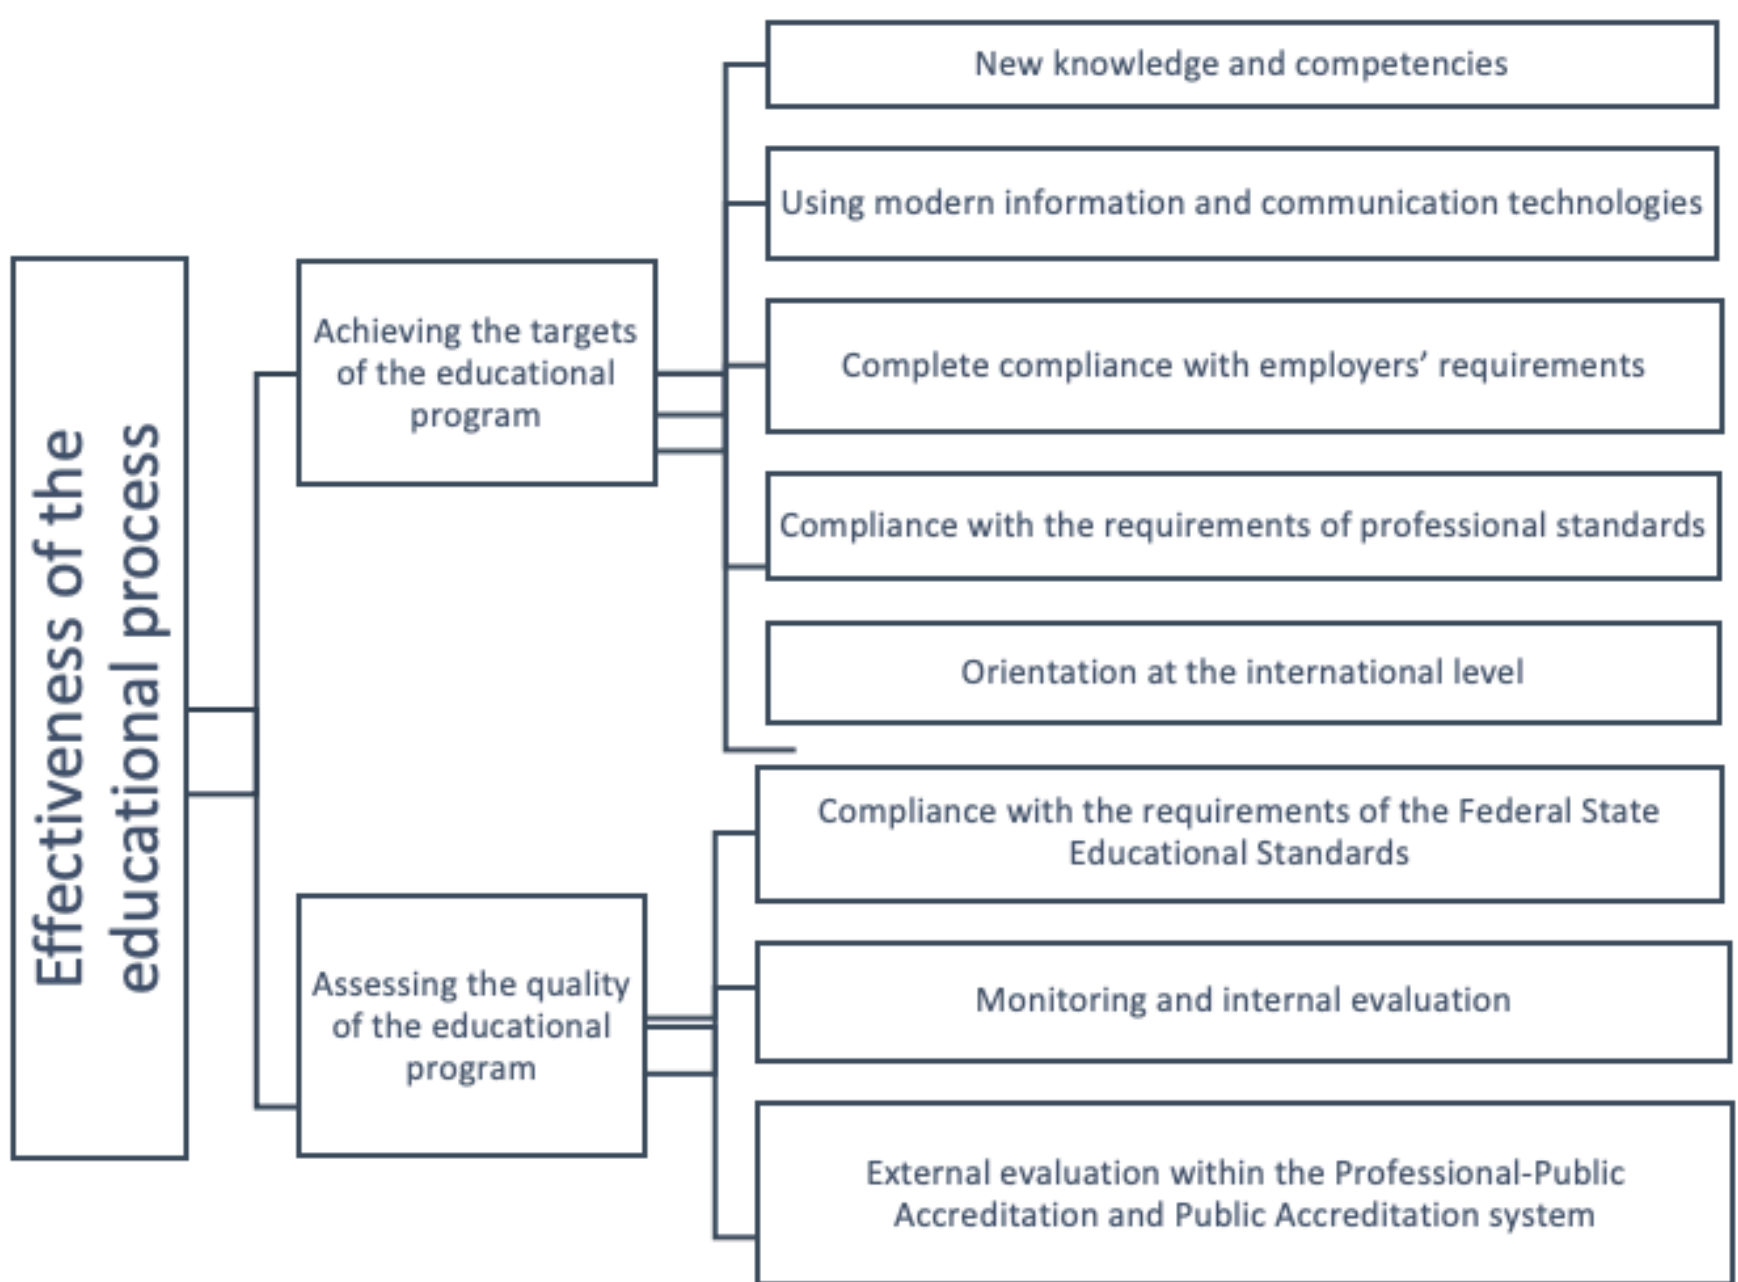 Effectiveness of the
educational process
Achieving the targets
of the educational
program
New knowledge and competencies
Using modern information and communication technologies
Complete compliance with employers’ requirements
Compliance with the requirements of professional standards
Orientation at the international level
Assessing the quality
of the educational
program
Compliance with the requirements of the Federal State
Educational Standards
Monitoring and internal evaluation
External evaluation within the Professional-Public
Accreditation and Public Accreditation system